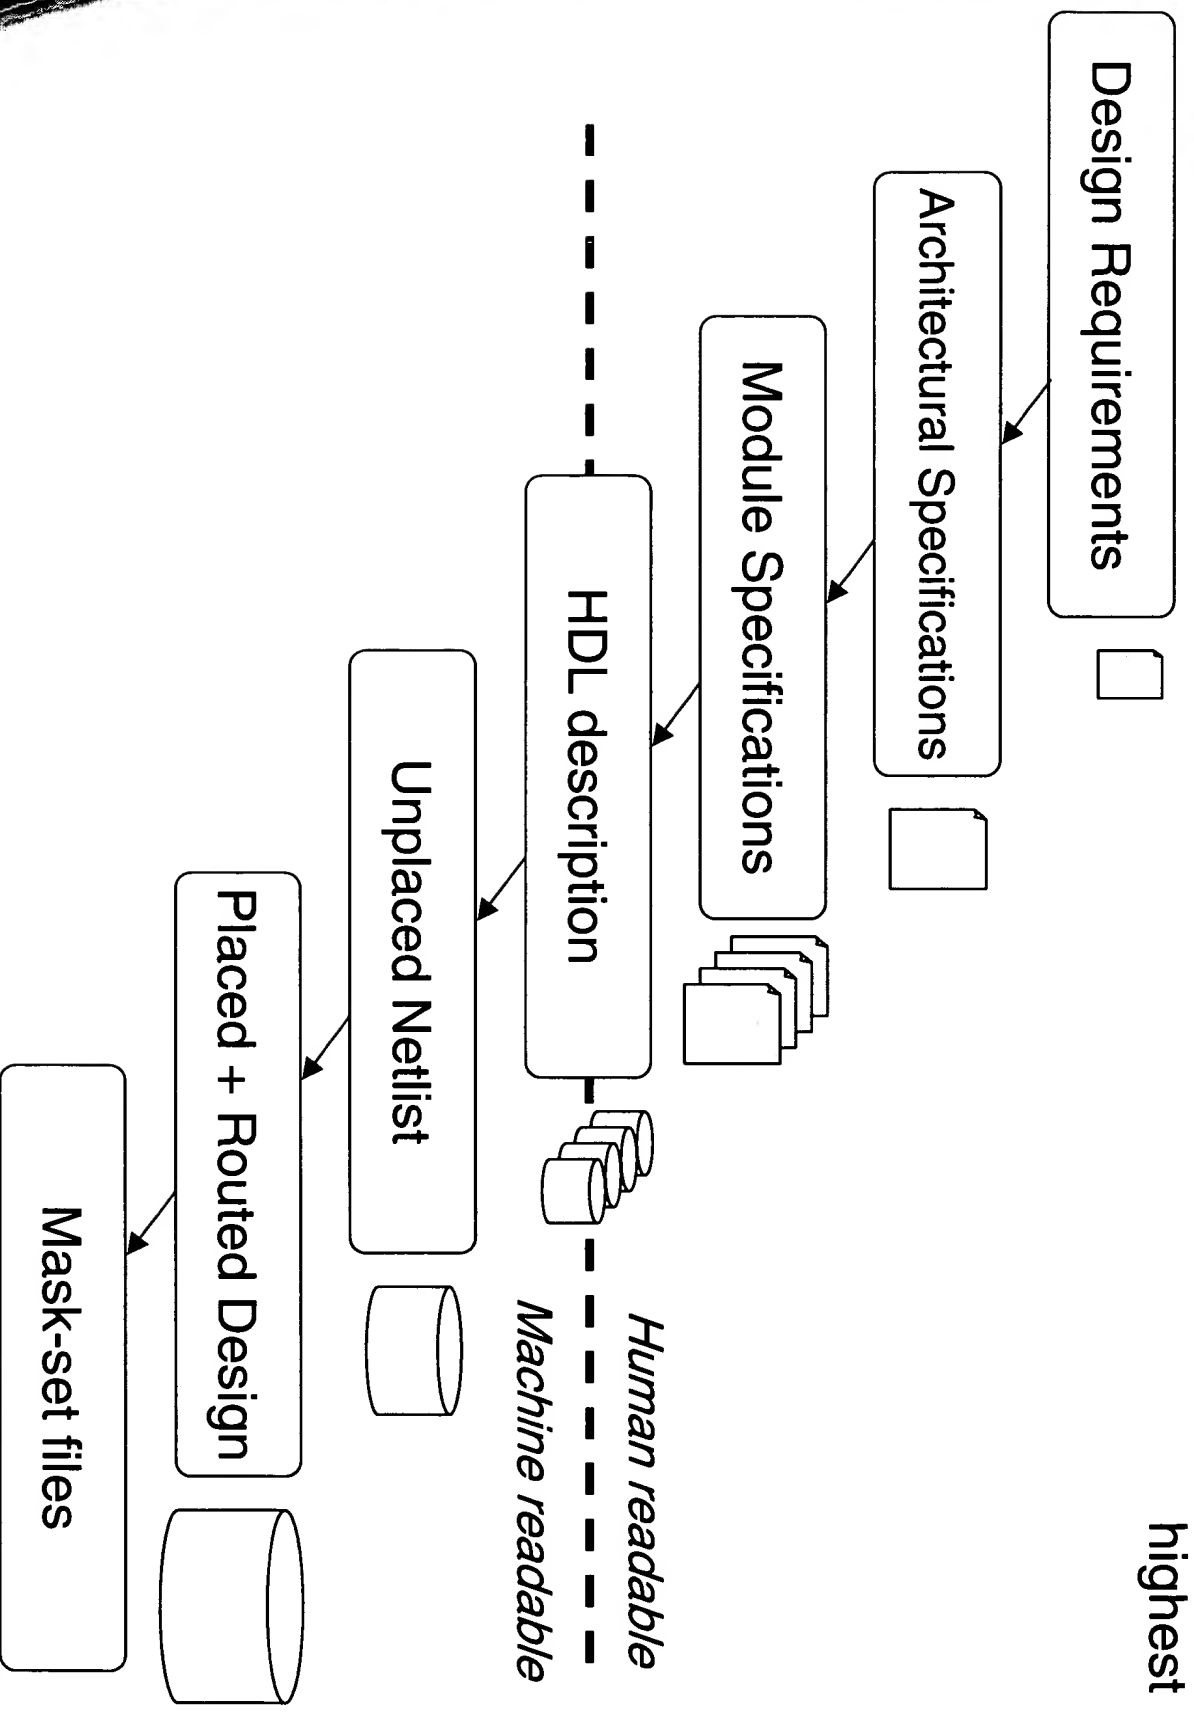 highest
Design Requirements
Architectural Specifications
Module Specifications
Human readable
HDL description
Machine readable
Unplaced Netlist
Placed + Routed Design
Mask-set files